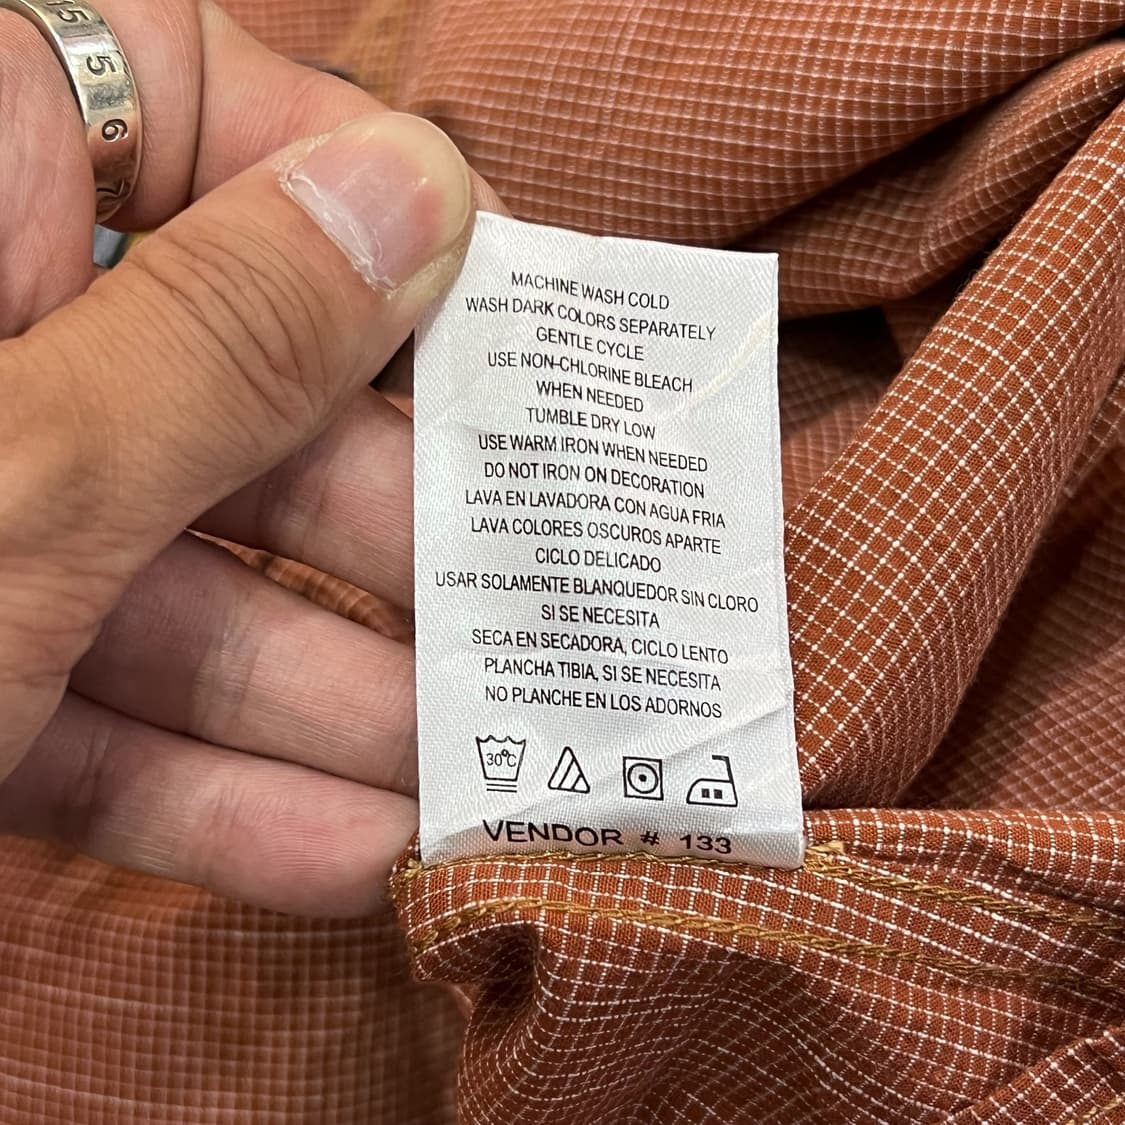 15
5
6
MACHINE WASH COLD
WASH DARK COLORS SEPARATELY
GENTLE CYCLE
USE NON-CHLORINE BLEACH
WHEN NEEDED
TUMBLE DRY LOW
USE WARM IRON WHEN NEEDED
DO NOT IRON ON DECORATION
LAVA EN LAVADORA CON AGUA FRIA
LAVA COLORES OSCUROS APARTE
CICLO DELICADO
USAR SOLAMENTE BLANQUEDOR SIN CLORO
SI SE NECESITA
SECA EN SECADORA, CICLO LENTO
PLANCHA TIBIA, SI SE NECESITA
NO PLANCHE EN LOS ADORNOS
30°C
VENDOR # 133